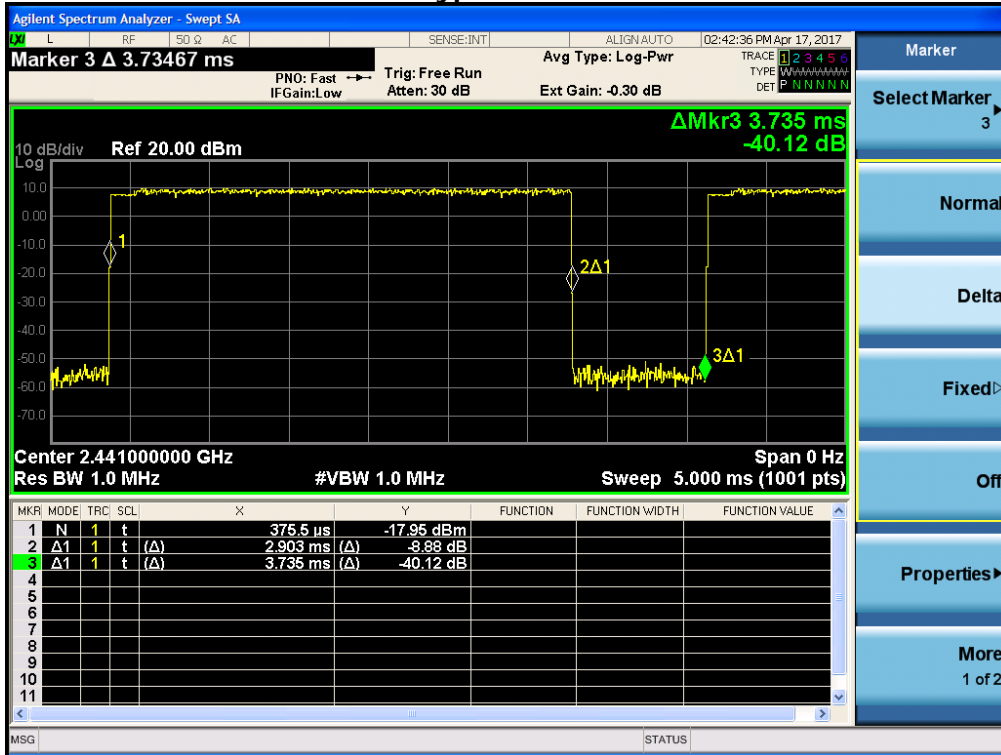 Agilent Spectrum Analyzer - Swept SA
LXI L RF 50 Ω AC SENSE:INT ALIGN AUTO 02:42:36 PM Apr 17, 2017
Marker 3 Δ 3.73467 ms
PNO: Fast
IFGain:Low
Trig: Free Run
Atten: 30 dB
Avg Type: Log-Pwr
Ext Gain: -0.30 dB
TRACE 1 2 3 4 5 6
TYPE
DET P N N N N N
ΔMkr3 3.735 ms
-40.12 dB
10 dB/div Ref 20.00 dBm
Log
10.0
0.00
-10.0
-20.0
-30.0
-40.0
-50.0
-60.0
-70.0
1
2Δ1
3Δ1
Center 2.441000000 GHz Span 0 Hz
Res BW 1.0 MHz #VBW 1.0 MHz Sweep 5.000 ms (1001 pts)
MKR MODE TRC SCL X Y FUNCTION FUNCTION WIDTH FUNCTION VALUE
1 N 1 t 375.5 µs -17.95 dBm
2 Δ1 1 t (Δ) 2.903 ms (Δ) -8.88 dB
3 Δ1 1 t (Δ) 3.735 ms (Δ) -40.12 dB
4
5
6
7
8
9
10
11
MSG STATUS
Marker
Select Marker
3
Normal
Delta
Fixed
Off
Properties
More
1 of 2